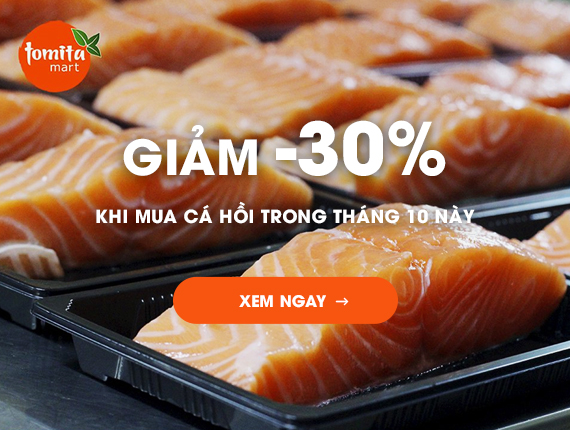 tomita
mart
GIẢM -30%
KHI MUA CÁ HỒI TRONG THÁNG 10 NÀY
XEM NGAY →